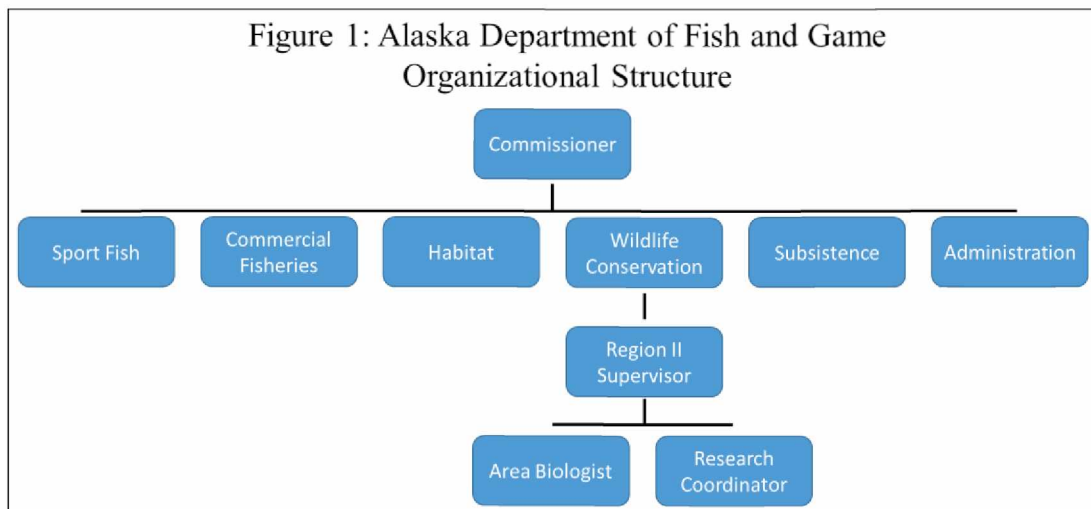 Figure 1: Alaska Department of Fish and Game
Organizational Structure
Commissioner
Sport Fish
Commercial
Fisheries
Habitat
Wildlife
Conservation
Subsistence
Administration
Region II
Supervisor
Area Biologist
Research
Coordinator